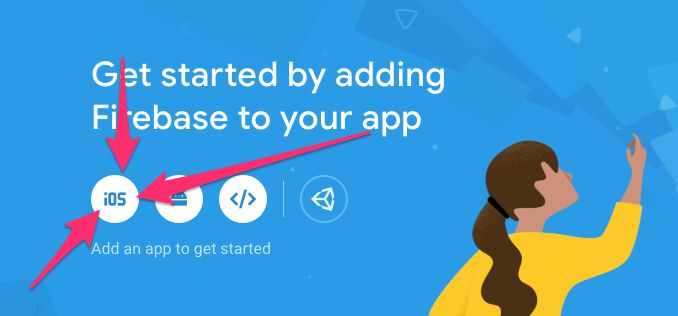 Get started by adding
Firebase to your app
iOS
</>
Add an app to get started